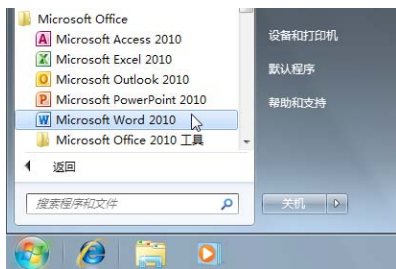 Microsoft Office
Microsoft Access 2010
Microsoft Excel 2010
Microsoft Outlook 2010
Microsoft PowerPoint 2010
Microsoft Word 2010
Microsoft Office 2010 工具
返回
搜索程序和文件
设备和打印机
默认程序
帮助和支持
关机